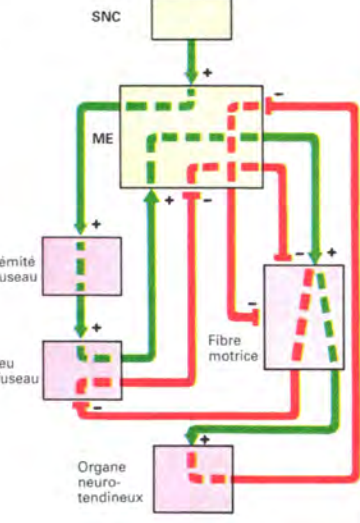 SNC
+
-
ME
+
-
+
émité
-
+
useau
+
-
Fibre
motrice
eu
useau
-
+
Organe
neuro-
tendineux